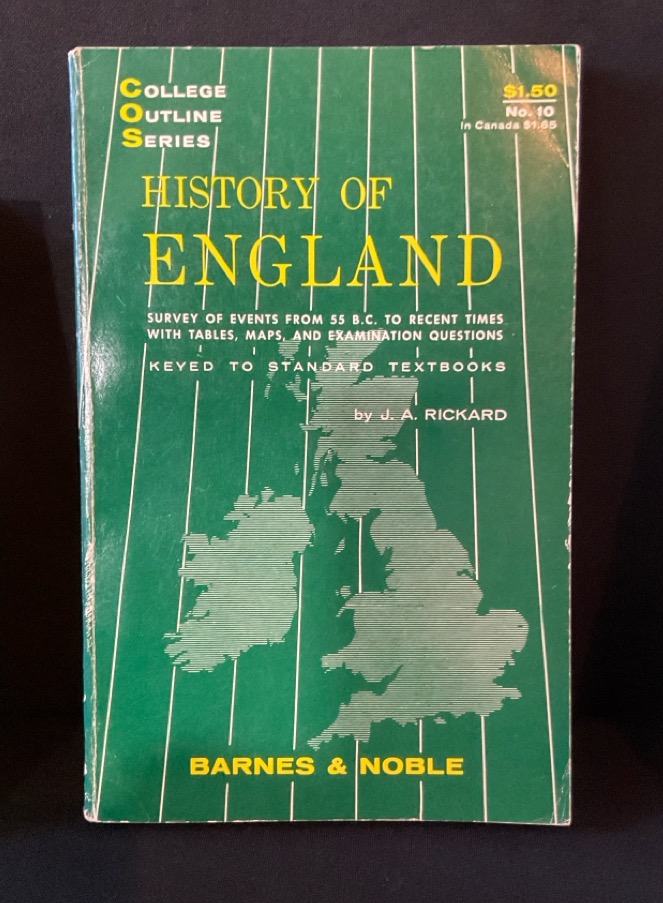 COLLEGE
OUTLINE
SERIES
$1.50
No. 10
In Canada $1.65
HISTORY OF
ENGLAND
SURVEY OF EVENTS FROM 55 B.C. TO RECENT TIMES
WITH TABLES, MAPS, AND EXAMINATION QUESTIONS
KEYED TO STANDARD TEXTBOOKS
by J. A. RICKARD
BARNES & NOBLE